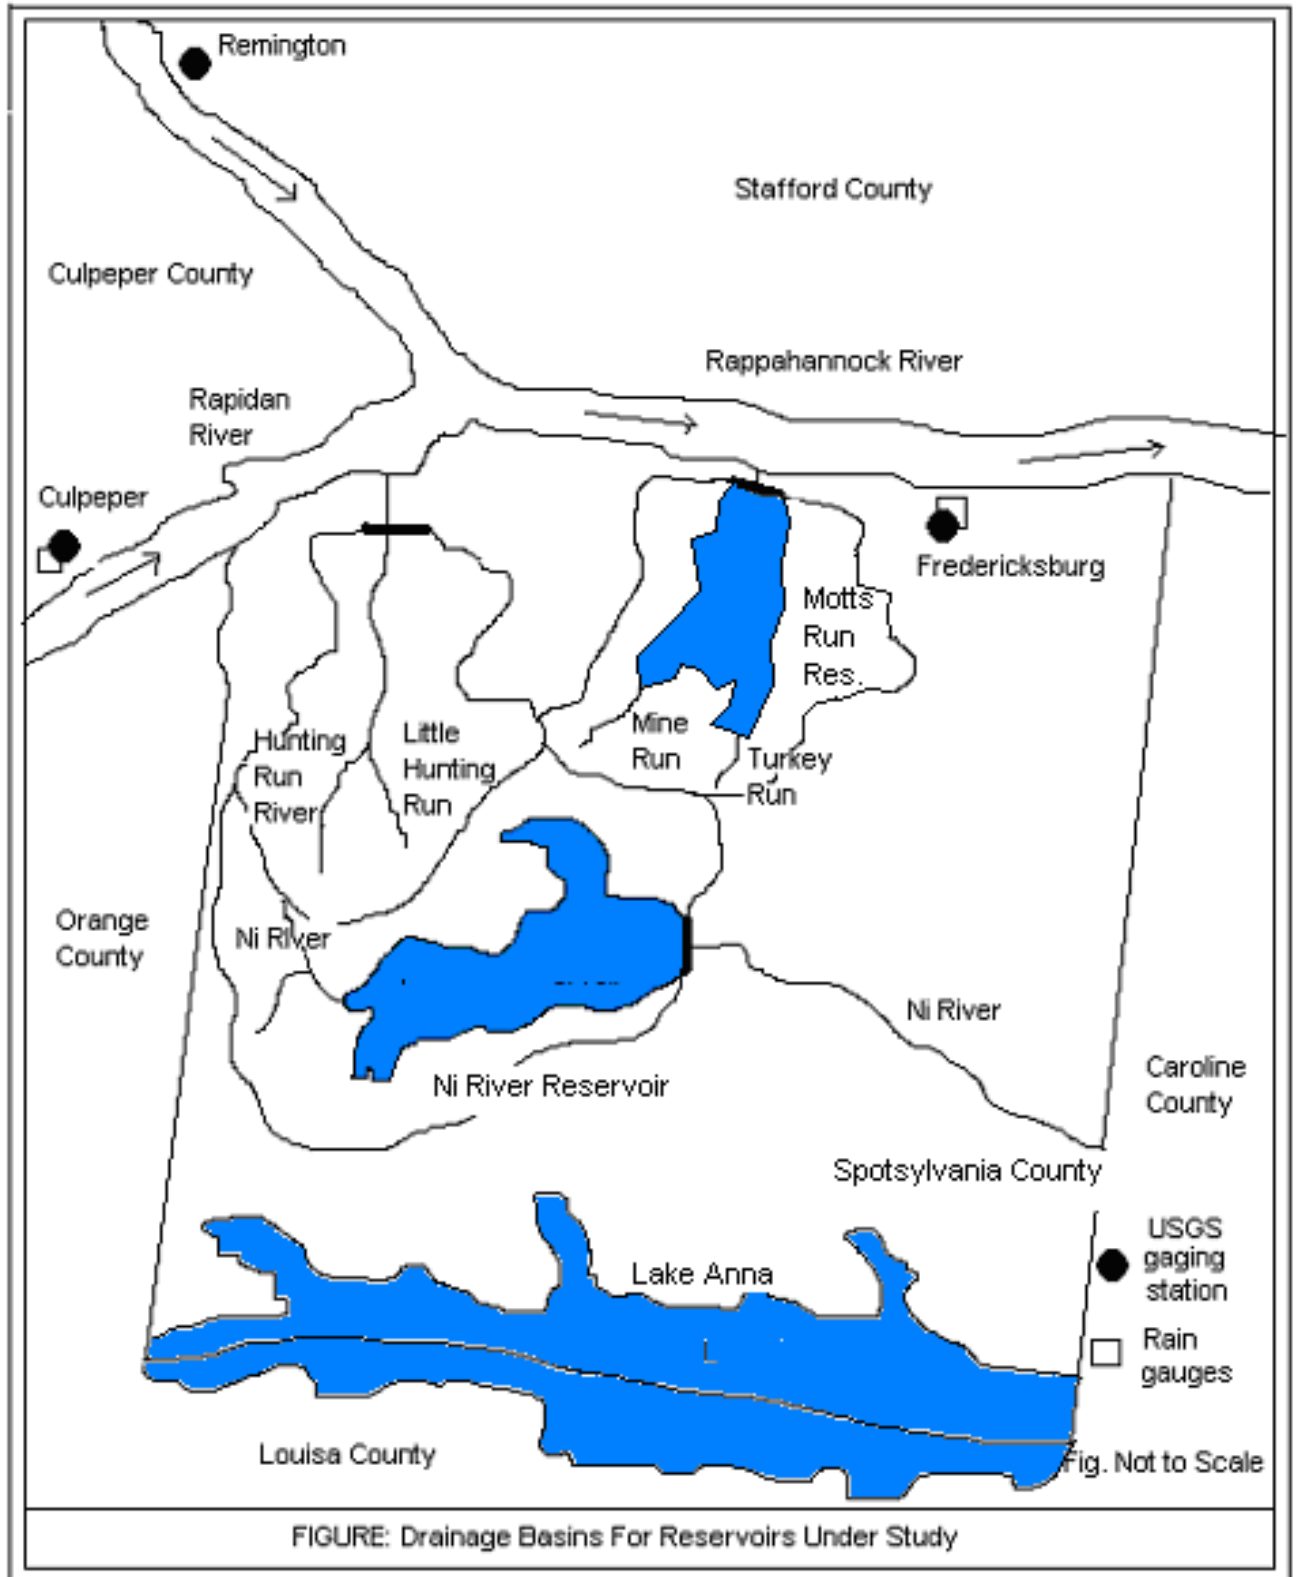 Remington
Stafford County
Culpeper County
Rappahannock River
Rapidan
River
Culpeper
Fredericksburg
Motts
Run
Res.
Mine
Run
Turkey
Run
Hunting
Run
River
Little
Hunting
Run
Orange
County
Ni River
Ni River
Ni River Reservoir
Caroline
County
Spotsylvania County
Lake Anna
USGS
gaging
station
Rain
gauges
Louisa County
Fig. Not to Scale
FIGURE: Drainage Basins For Reservoirs Under Study